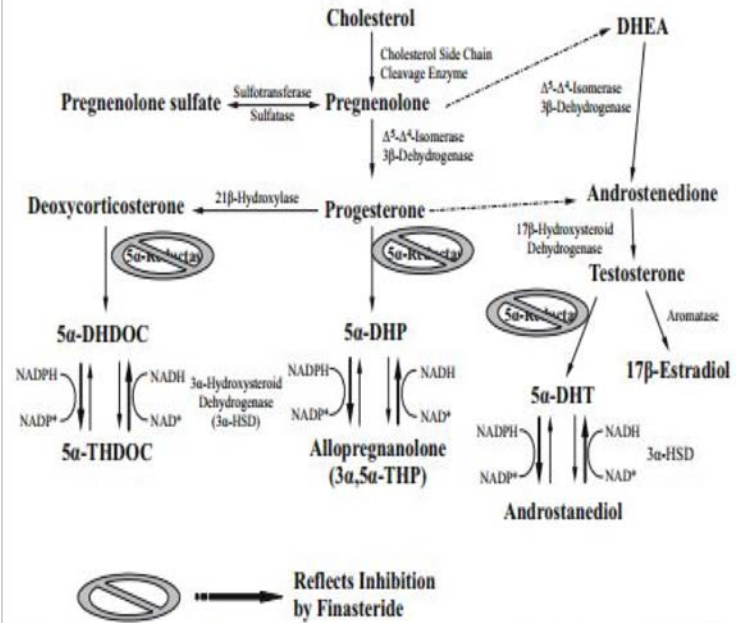 Cholesterol
DHEA
Cholesterol Side Chain
Cleavage Enzyme
Δ⁵-Δ⁴-Isomerase
3β-Dehydrogenase
Pregnenolone sulfate
Sulfotransferase
Sulfatase
Pregnenolone
Δ⁵-Δ⁴-Isomerase
3β-Dehydrogenase
Deoxycorticosterone
21β-Hydroxylase
Progesterone
Androstenedione
17β-Hydroxysteroid
Dehydrogenase
Testosterone
Aromatase
17β-Estradiol
5α-DHDOC
5α-DHP
5α-DHT
NADPH
NADP⁺
NADH
NAD⁺
3α-Hydroxysteroid
Dehydrogenase
(3α-HSD)
NADPH
NADP⁺
NADH
NAD⁺
5α-THDOC
Allopregnanolone
(3α,5α-THP)
NADPH
NADP⁺
NADH
NAD⁺
3α-HSD
Androstanediol
Reflects Inhibition
by Finasteride